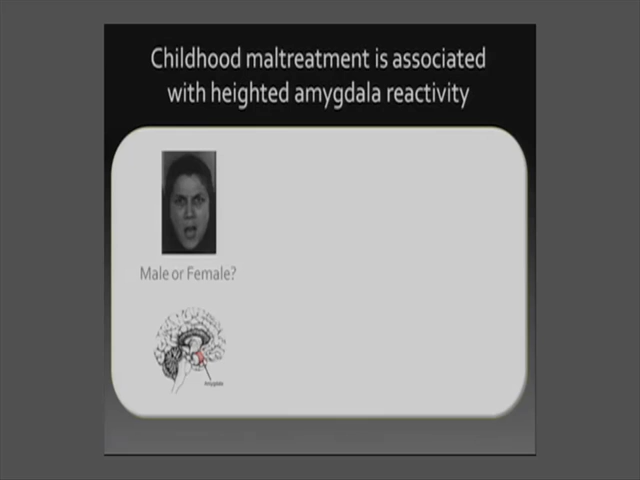 Childhood maltreatment is associated
with heighted amygdala reactivity
Male or Female?
Amygdala